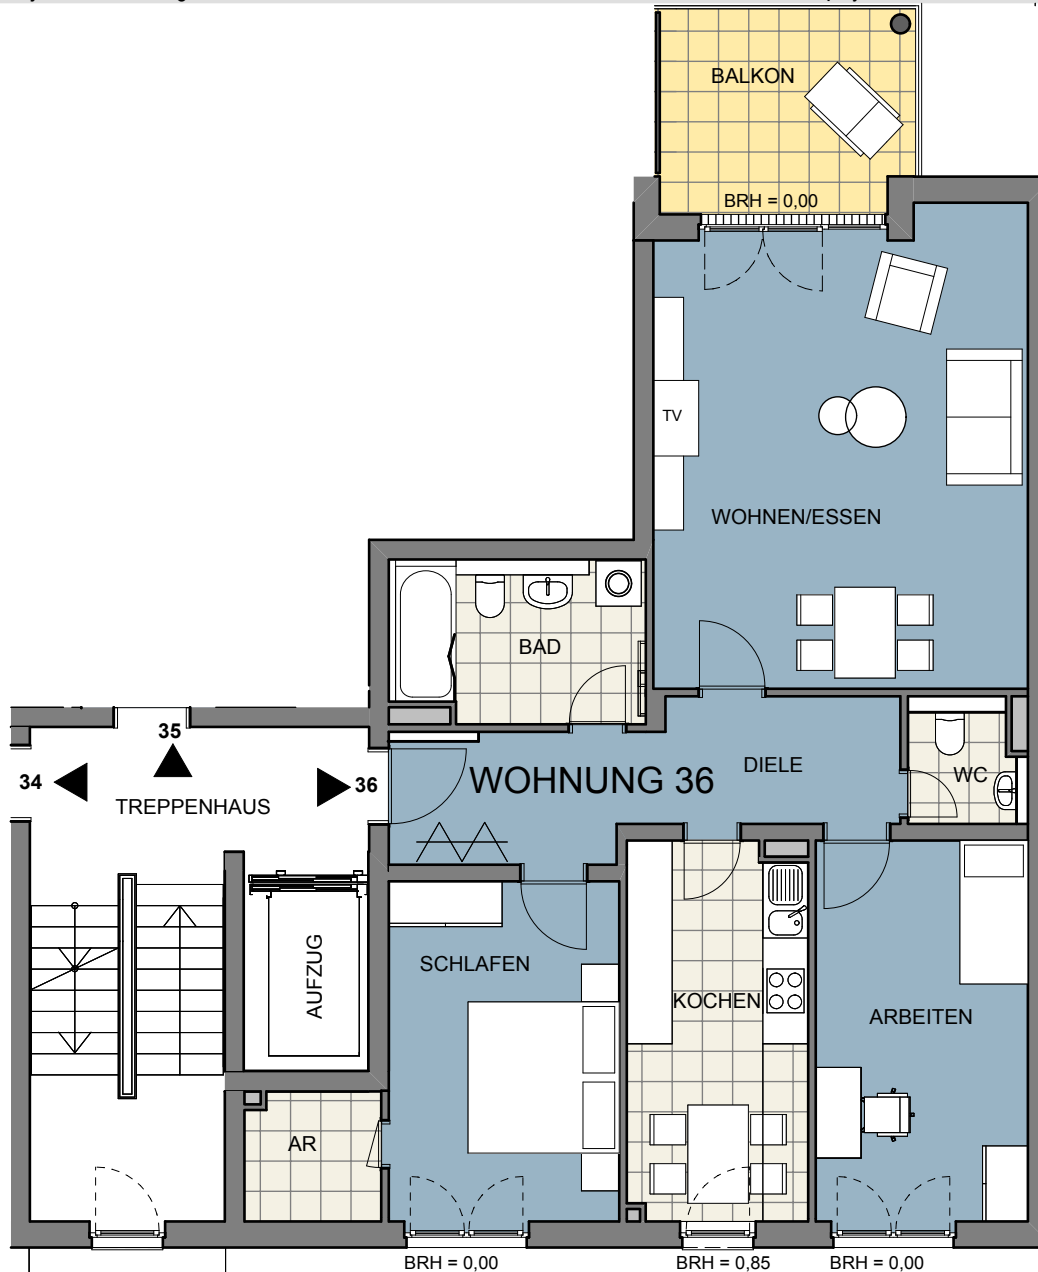 BALKON
BRH = 0,00
TV
WOHNEN/ESSEN
BAD
35
34
36
TREPPENHAUS
WOHNUNG 36
DIELE
WC
AUFZUG
SCHLAFEN
KOCHEN
ARBEITEN
AR
BRH = 0,00
BRH = 0,85
BRH = 0,00